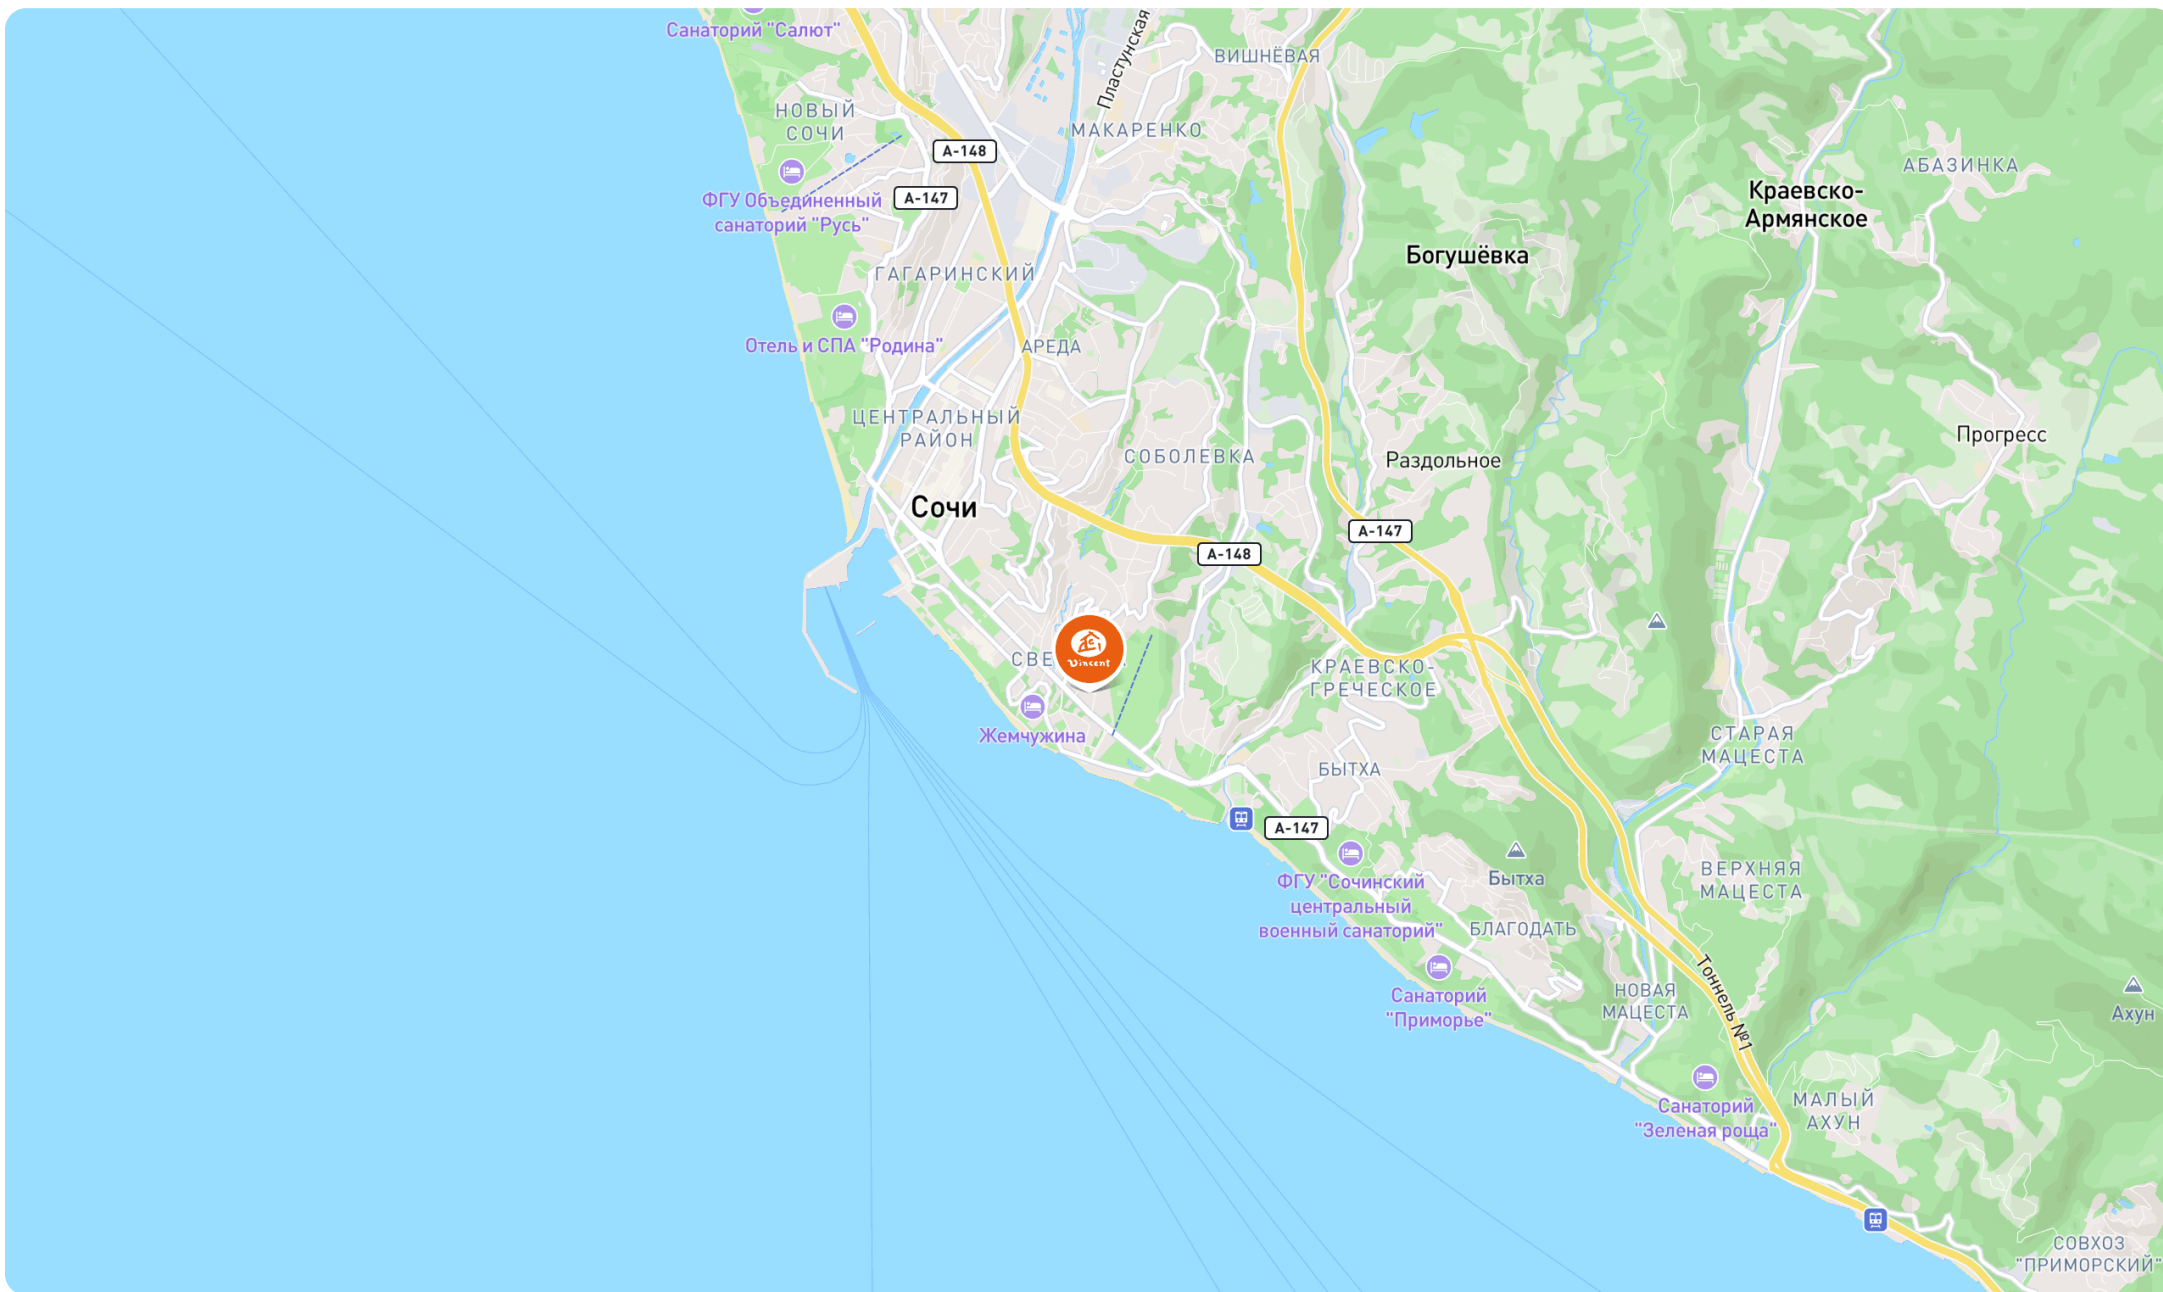 Санаторий "Салют"
Пластунская
ВИШНЁВАЯ
НОВЫЙ
СОЧИ
МАКАРЕНКО
А-148
АБАЗИНКА
ФГУ Объединенный
санаторий "Русь"
А-147
Краевско-
Армянское
Богушёвка
ГАГАРИНСКИЙ
Отель и СПА "Родина"
АРЕДА
ЦЕНТРАЛЬНЫЙ
РАЙОН
СОБОЛЕВКА
Раздольное
Прогресс
Сочи
А-147
А-148
Vincent
СВЕ
КРАЕВСКО-
ГРЕЧЕСКОЕ
Жемчужина
СТАРАЯ
МАЦЕСТА
БЫТХА
А-147
ФГУ "Сочинский
центральный
военный санаторий"
Бытха
ВЕРХНЯЯ
МАЦЕСТА
БЛАГОДАТЬ
Санаторий
"Приморье"
НОВАЯ
МАЦЕСТА
Тоннель №1
Ахун
Санаторий
"Зеленая роща"
МАЛЫЙ
АХУН
СОВХОЗ
"ПРИМОРСКИЙ"